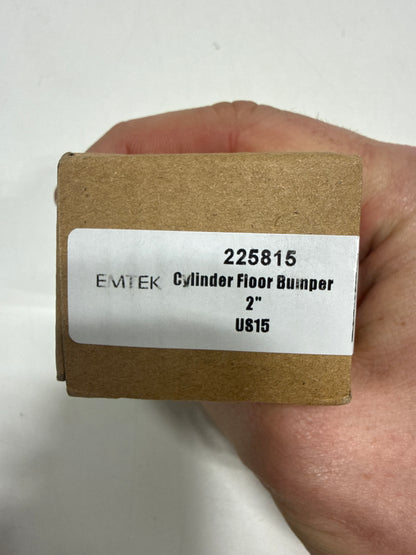 225815
EMTEK Cylinder Floor Bumper
2"
US15